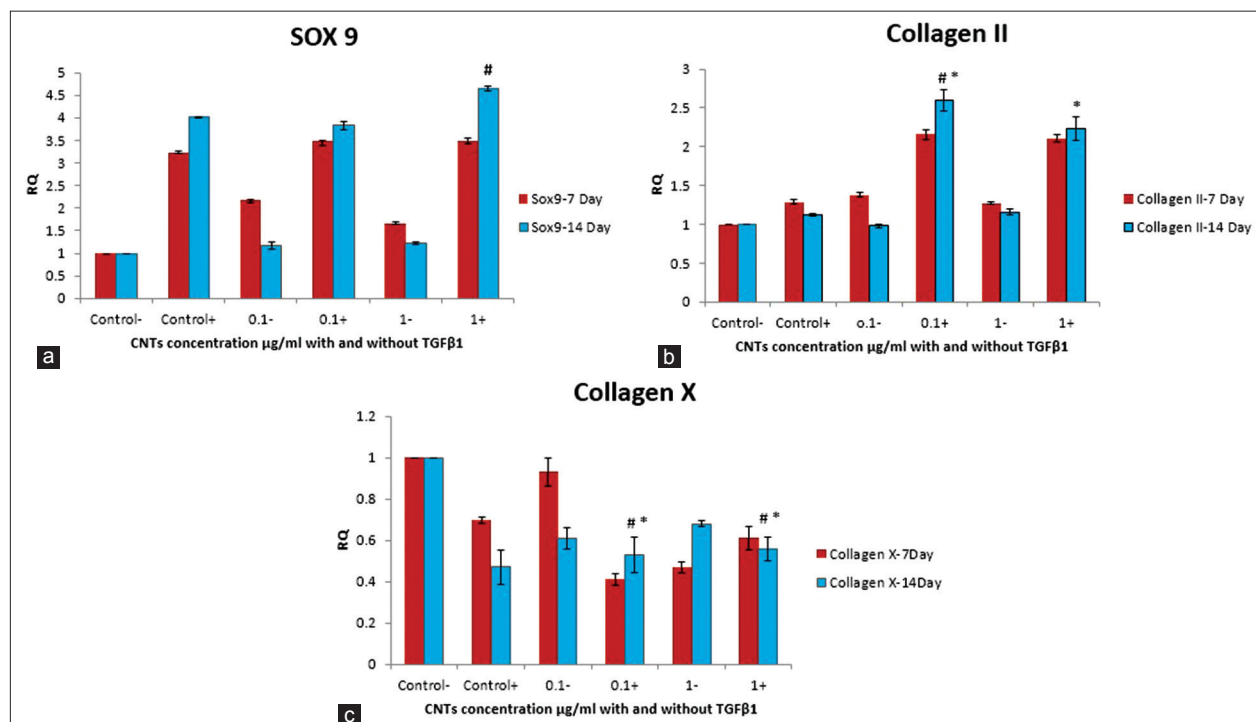 SOX 9
5
4.5
4
3.5
3
2.5
2
1.5
1
0.5
0
RQ
#
Sox9-7 Day
Sox9-14 Day
Control- Control+ 0.1- 0.1+ 1- 1+
CNTs concentration µg/ml with and without TGFβ1
a
Collagen II
3
2.5
2
1.5
1
0.5
0
RQ
# *
*
Collagen II-7 Day
Collagen II-14 Day
Control- Control+ o.1- 0.1+ 1- 1+
CNTs concentration µg/ml with and without TGFβ1
b
Collagen X
1.2
1
0.8
0.6
0.4
0.2
0
RQ
# *
# *
Collagen X-7Day
Collagen X-14Day
Control- Control+ 0.1- 0.1+ 1- 1+
CNTs concentration µg/ml with and without TGFβ1
c